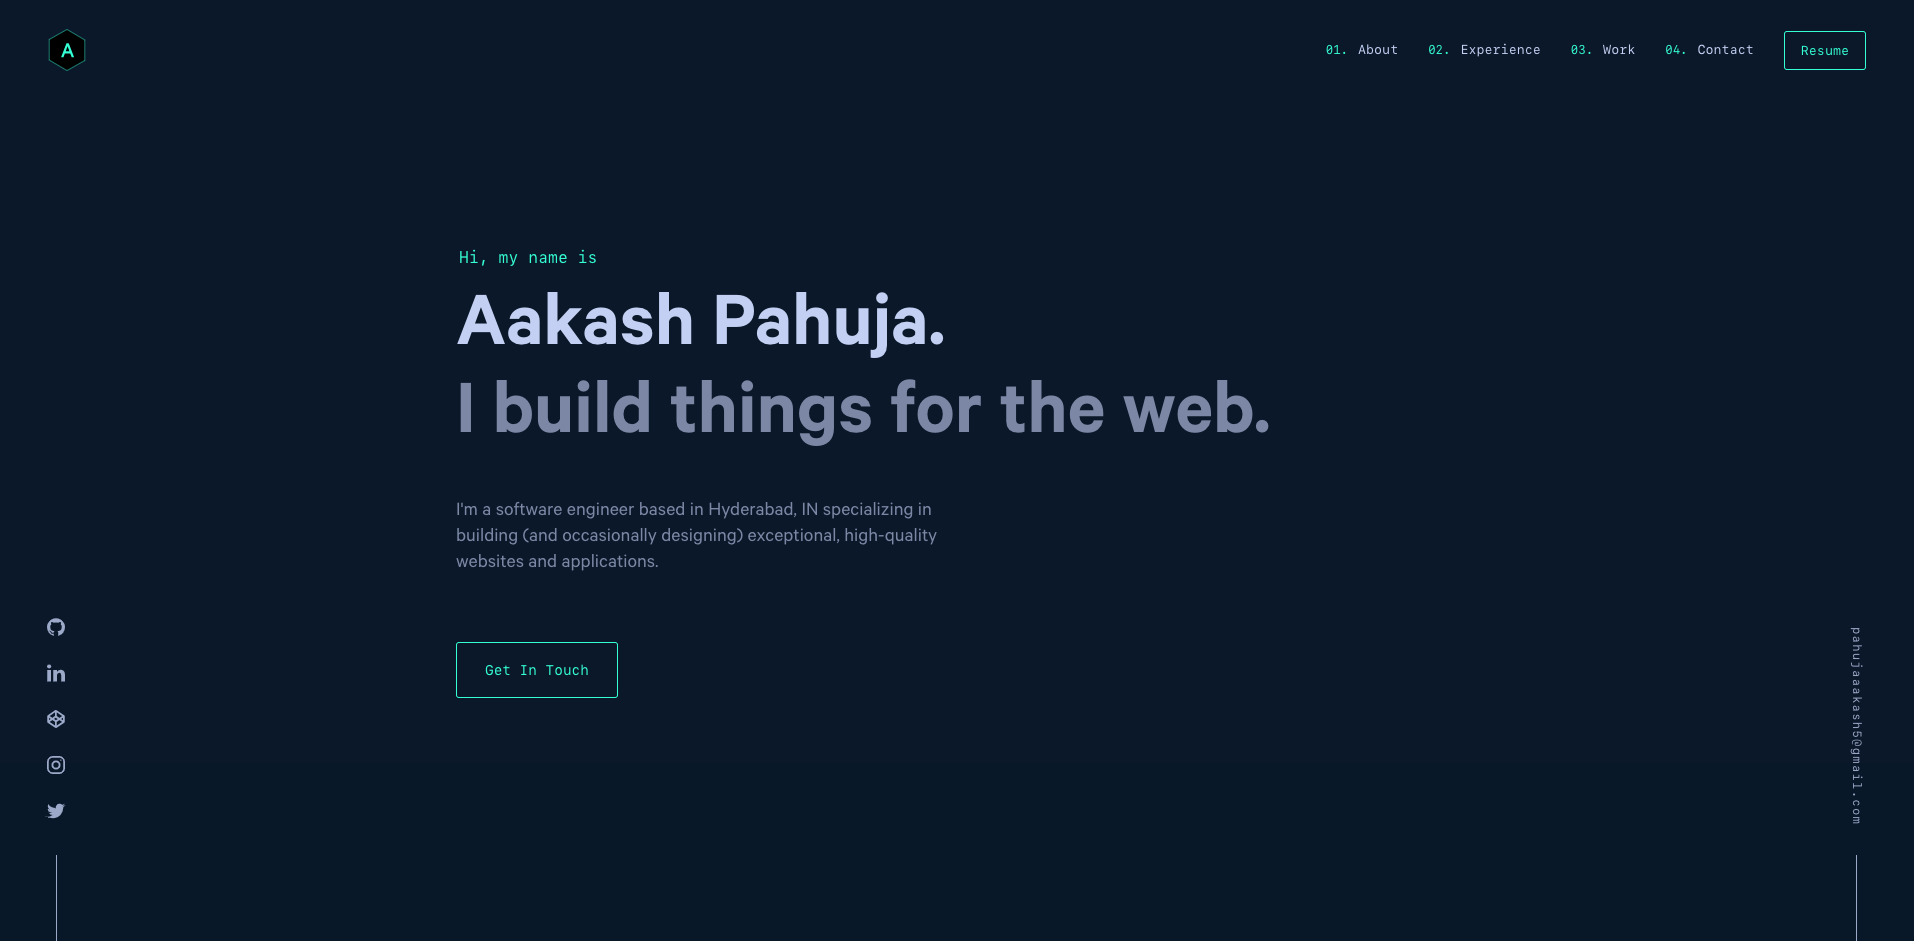 A
01. About 02. Experience 03. Work 04. Contact Resume
Hi, my name is
Aakash Pahuja.
I build things for the web.
I'm a software engineer based in Hyderabad, IN specializing in
building (and occasionally designing) exceptional, high-quality
websites and applications.
Get In Touch
pahujaaakash5@gmail.com